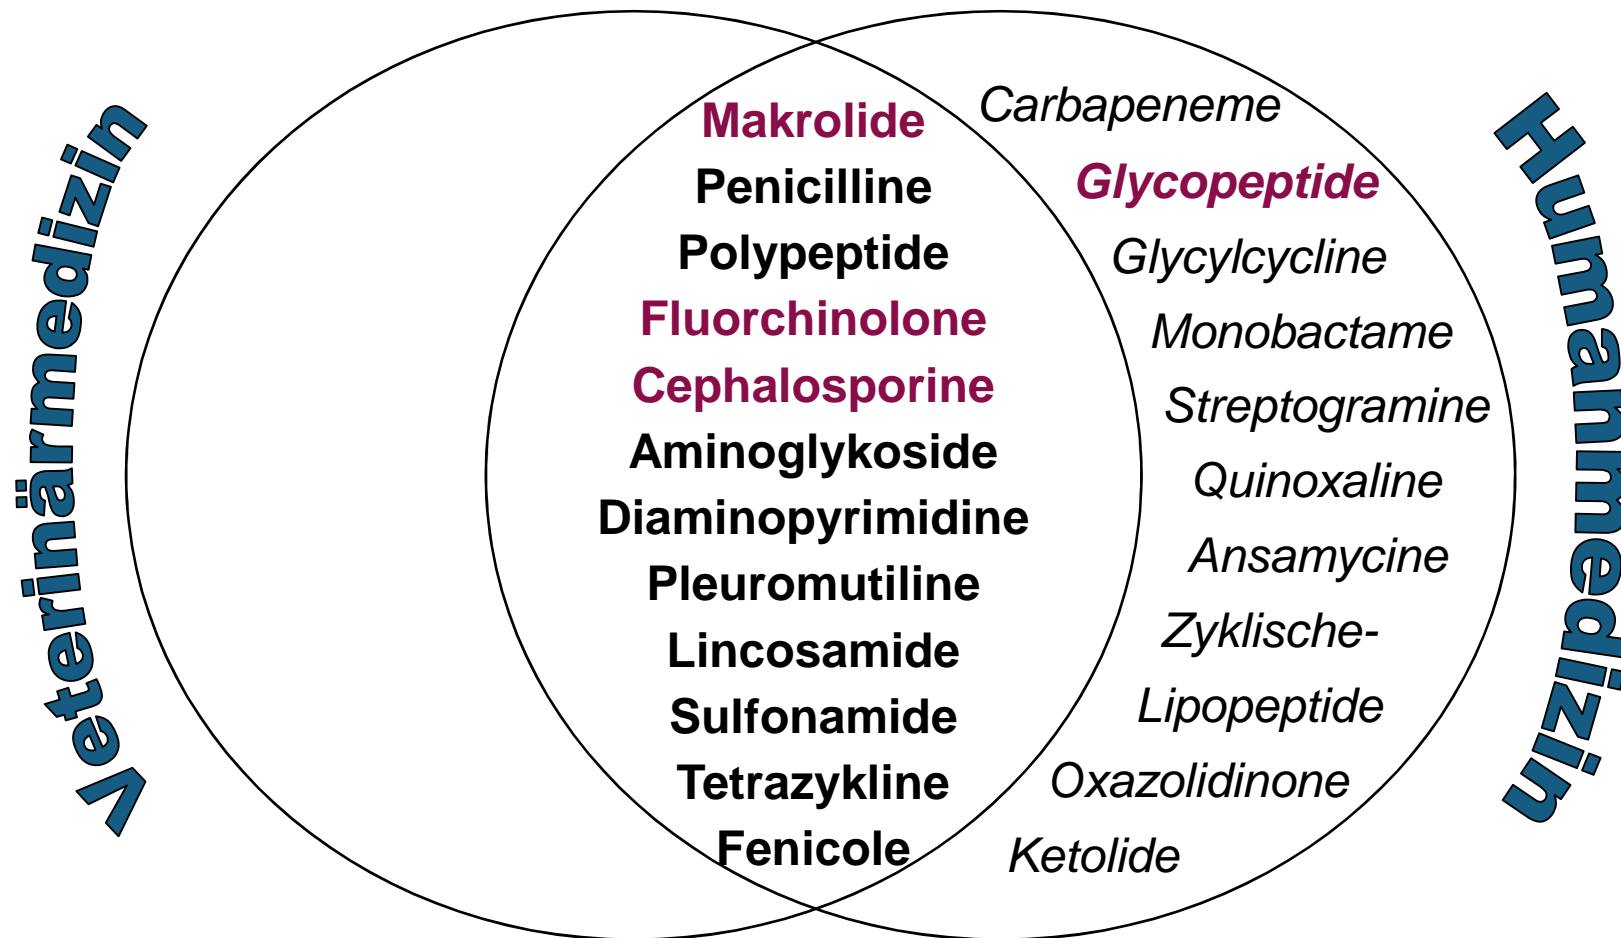 Veterinärmedizin
Makrolide
Penicilline
Polypeptide
Fluorchinolone
Cephalosporine
Aminoglykoside
Diaminopyrimidine
Pleuromutiline
Lincosamide
Sulfonamide
Tetrazykline
Fenicole
Carbapeneme
Glycopeptide
Glycylcycline
Monobactame
Streptogramine
Quinoxaline
Ansamycine
Zyklische-
Lipopeptide
Oxazolidinone
Ketolide
Humanmedizin